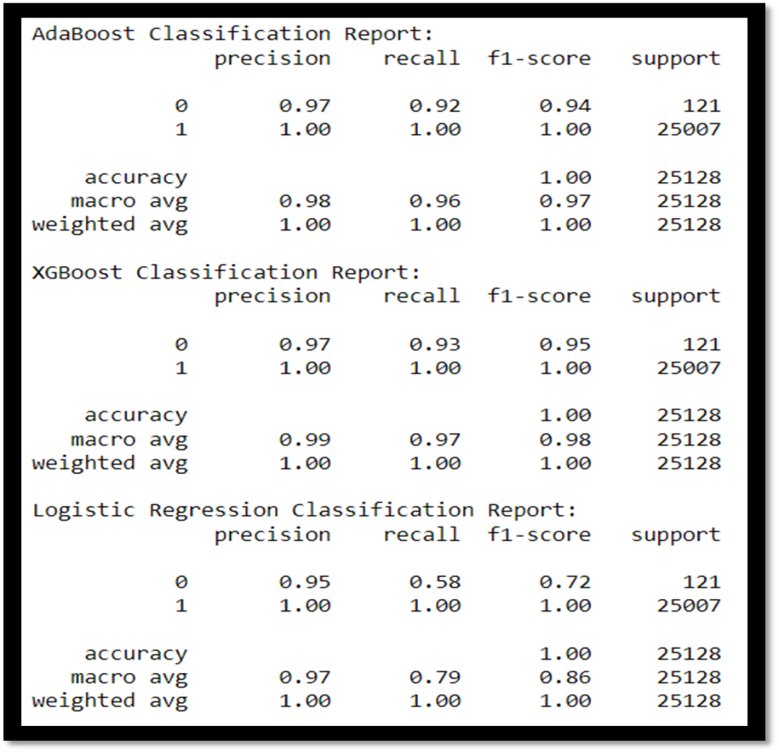 AdaBoost Classification Report:
precision recall f1-score support
0 0.97 0.92 0.94 121
1 1.00 1.00 1.00 25007
accuracy 1.00 25128
macro avg 0.98 0.96 0.97 25128
weighted avg 1.00 1.00 1.00 25128
XGBoost Classification Report:
precision recall f1-score support
0 0.97 0.93 0.95 121
1 1.00 1.00 1.00 25007
accuracy 1.00 25128
macro avg 0.99 0.97 0.98 25128
weighted avg 1.00 1.00 1.00 25128
Logistic Regression Classification Report:
precision recall f1-score support
0 0.95 0.58 0.72 121
1 1.00 1.00 1.00 25007
accuracy 1.00 25128
macro avg 0.97 0.79 0.86 25128
weighted avg 1.00 1.00 1.00 25128